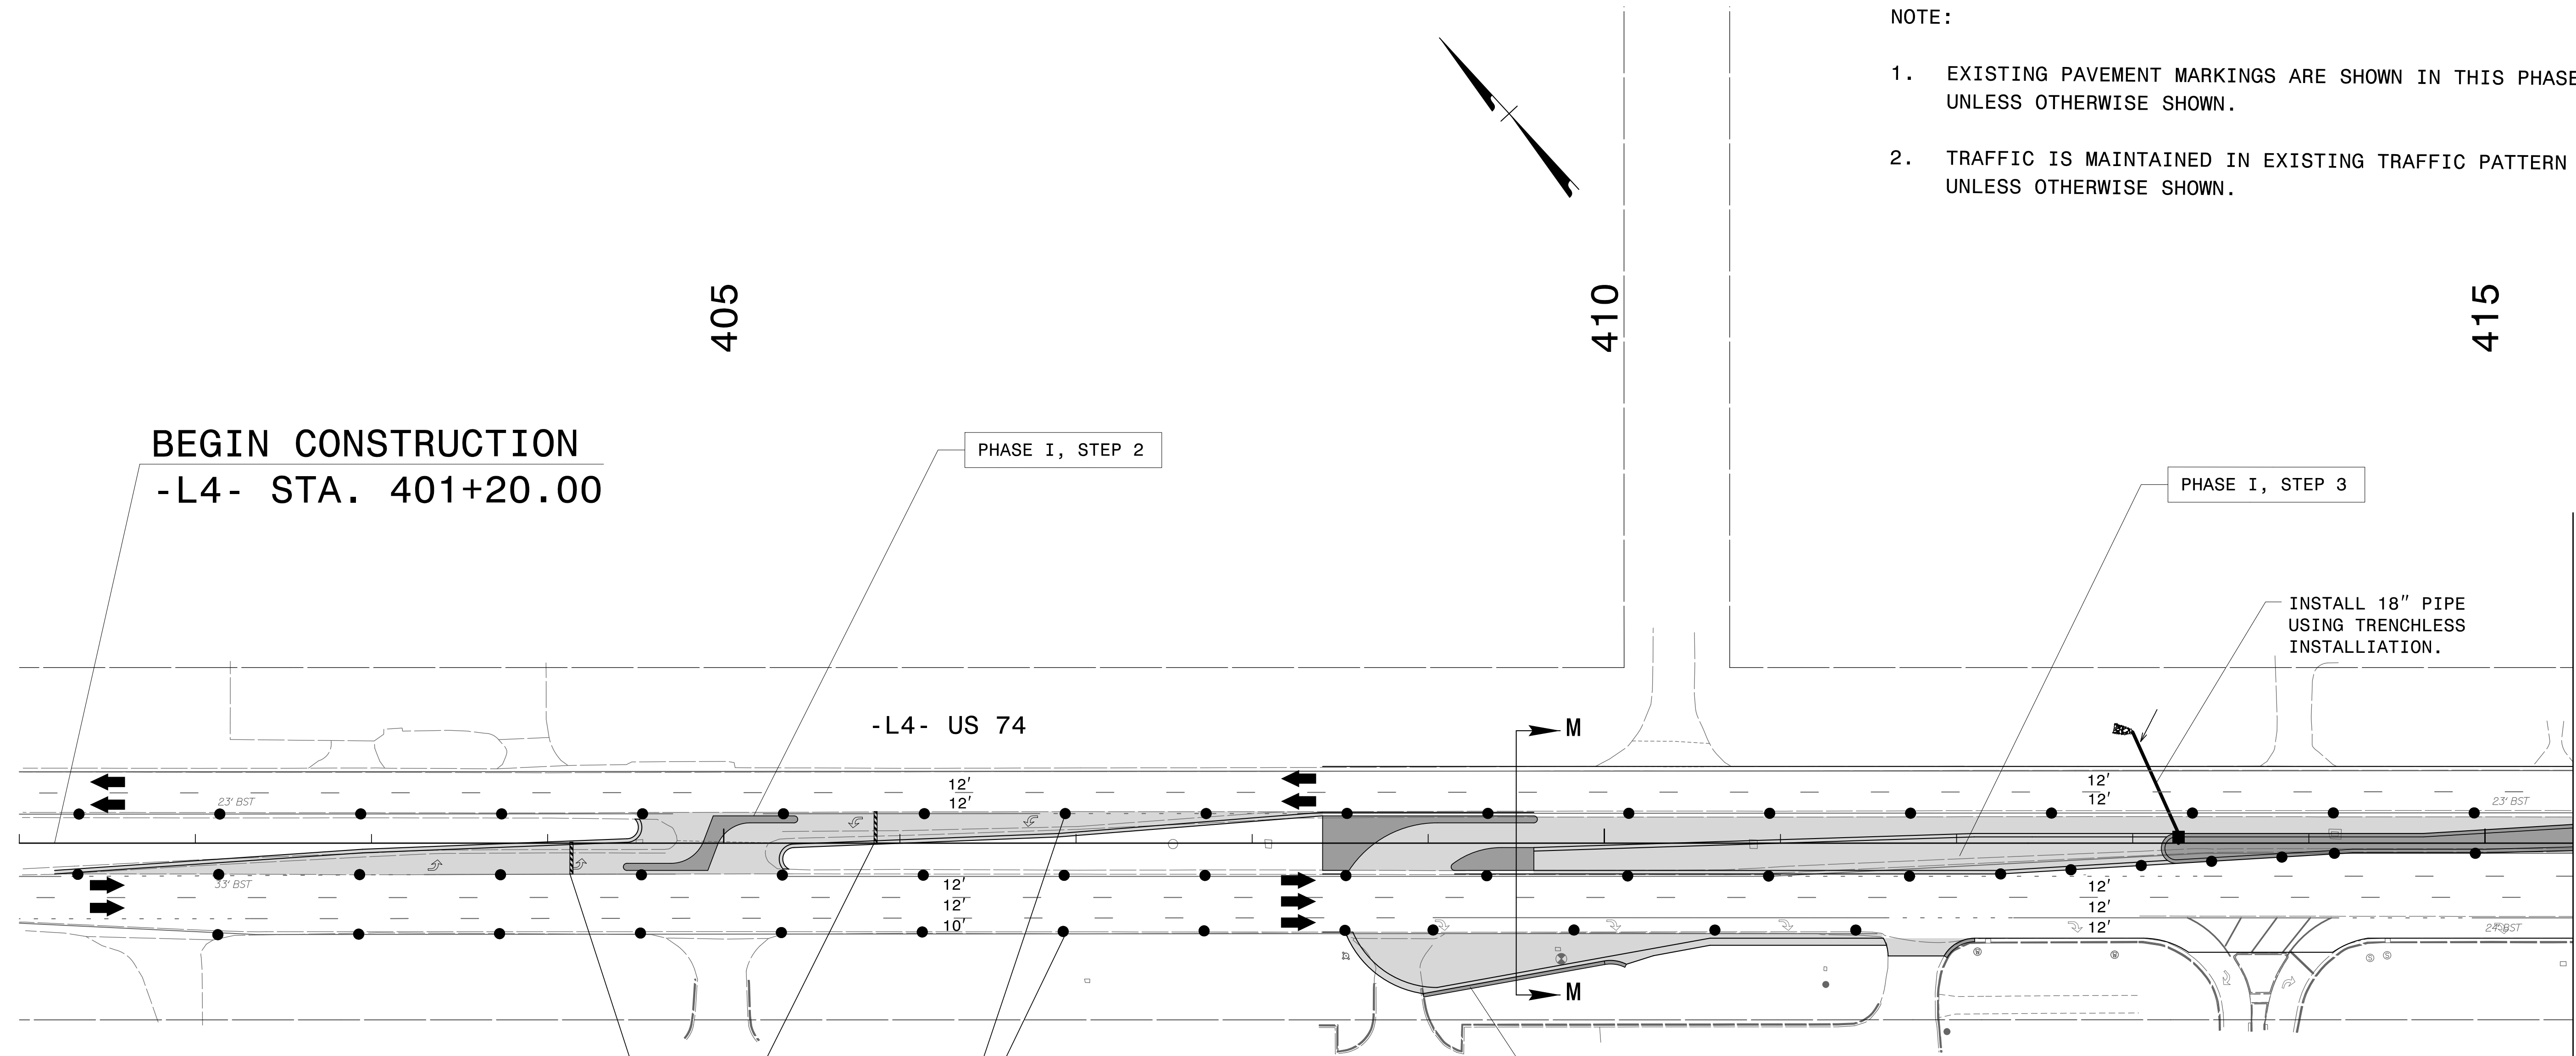 NOTE:
1. EXISTING PAVEMENT MARKINGS ARE SHOWN IN THIS PHASE
UNLESS OTHERWISE SHOWN.
2. TRAFFIC IS MAINTAINED IN EXISTING TRAFFIC PATTERN
UNLESS OTHERWISE SHOWN.
405
410
415
BEGIN CONSTRUCTION
-L4- STA. 401+20.00
PHASE I, STEP 2
PHASE I, STEP 3
INSTALL 18" PIPE
USING TRENCHLESS
INSTALLIATION.
-L4- US 74
M
12'
12'
12'
12'
23' BST
23' BST
33' BST
12'
12'
10'
12'
12'
12'
M